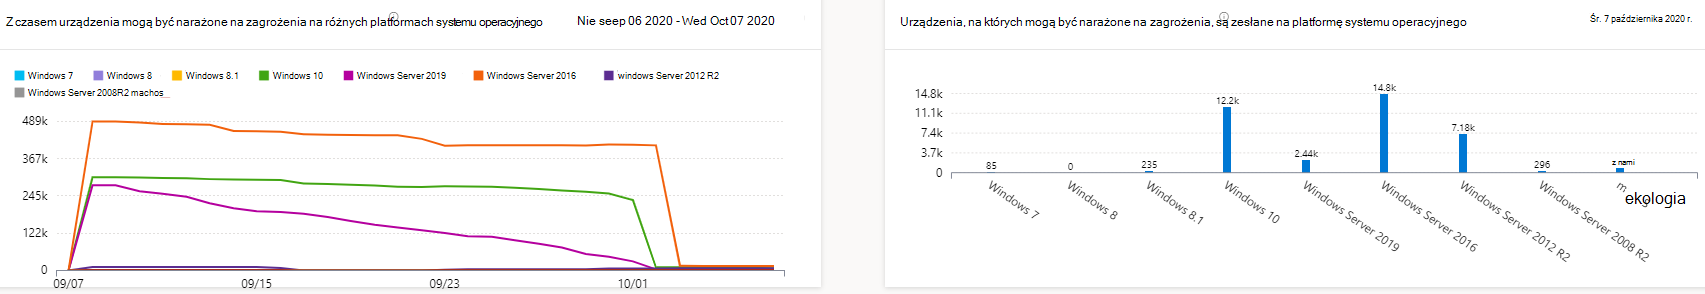 Z czasem urządzenia mogą być narażone na zagrożenia na różnych platformach systemu operacyjnego
Nie seep 06 2020 - Wed Oct 07 2020
Windows 7
Windows 8
Windows 8.1
Windows 10
Windows Server 2019
Windows Server 2016
windows Server 2012 R2
Windows Server 2008R2 machos__
489k
367k
245k
122k
0
09/07
09/15
09/23
10/01
Urządzenia, na których mogą być narażone na zagrożenia, są zesłane na platformę systemu operacyjnego
Śr. 7 października 2020 r.
14.8k
11.1k
7.4k
3.7k
0
85
0
235
12.2k
2.44k
14.8k
7.18k
296
z nami
Windows 7
Windows 8
Windows 8.1
Windows 10
Windows Server 2019
Windows Server 2016
Windows Server 2012 R2
Windows Server 2008 R2
ekologia